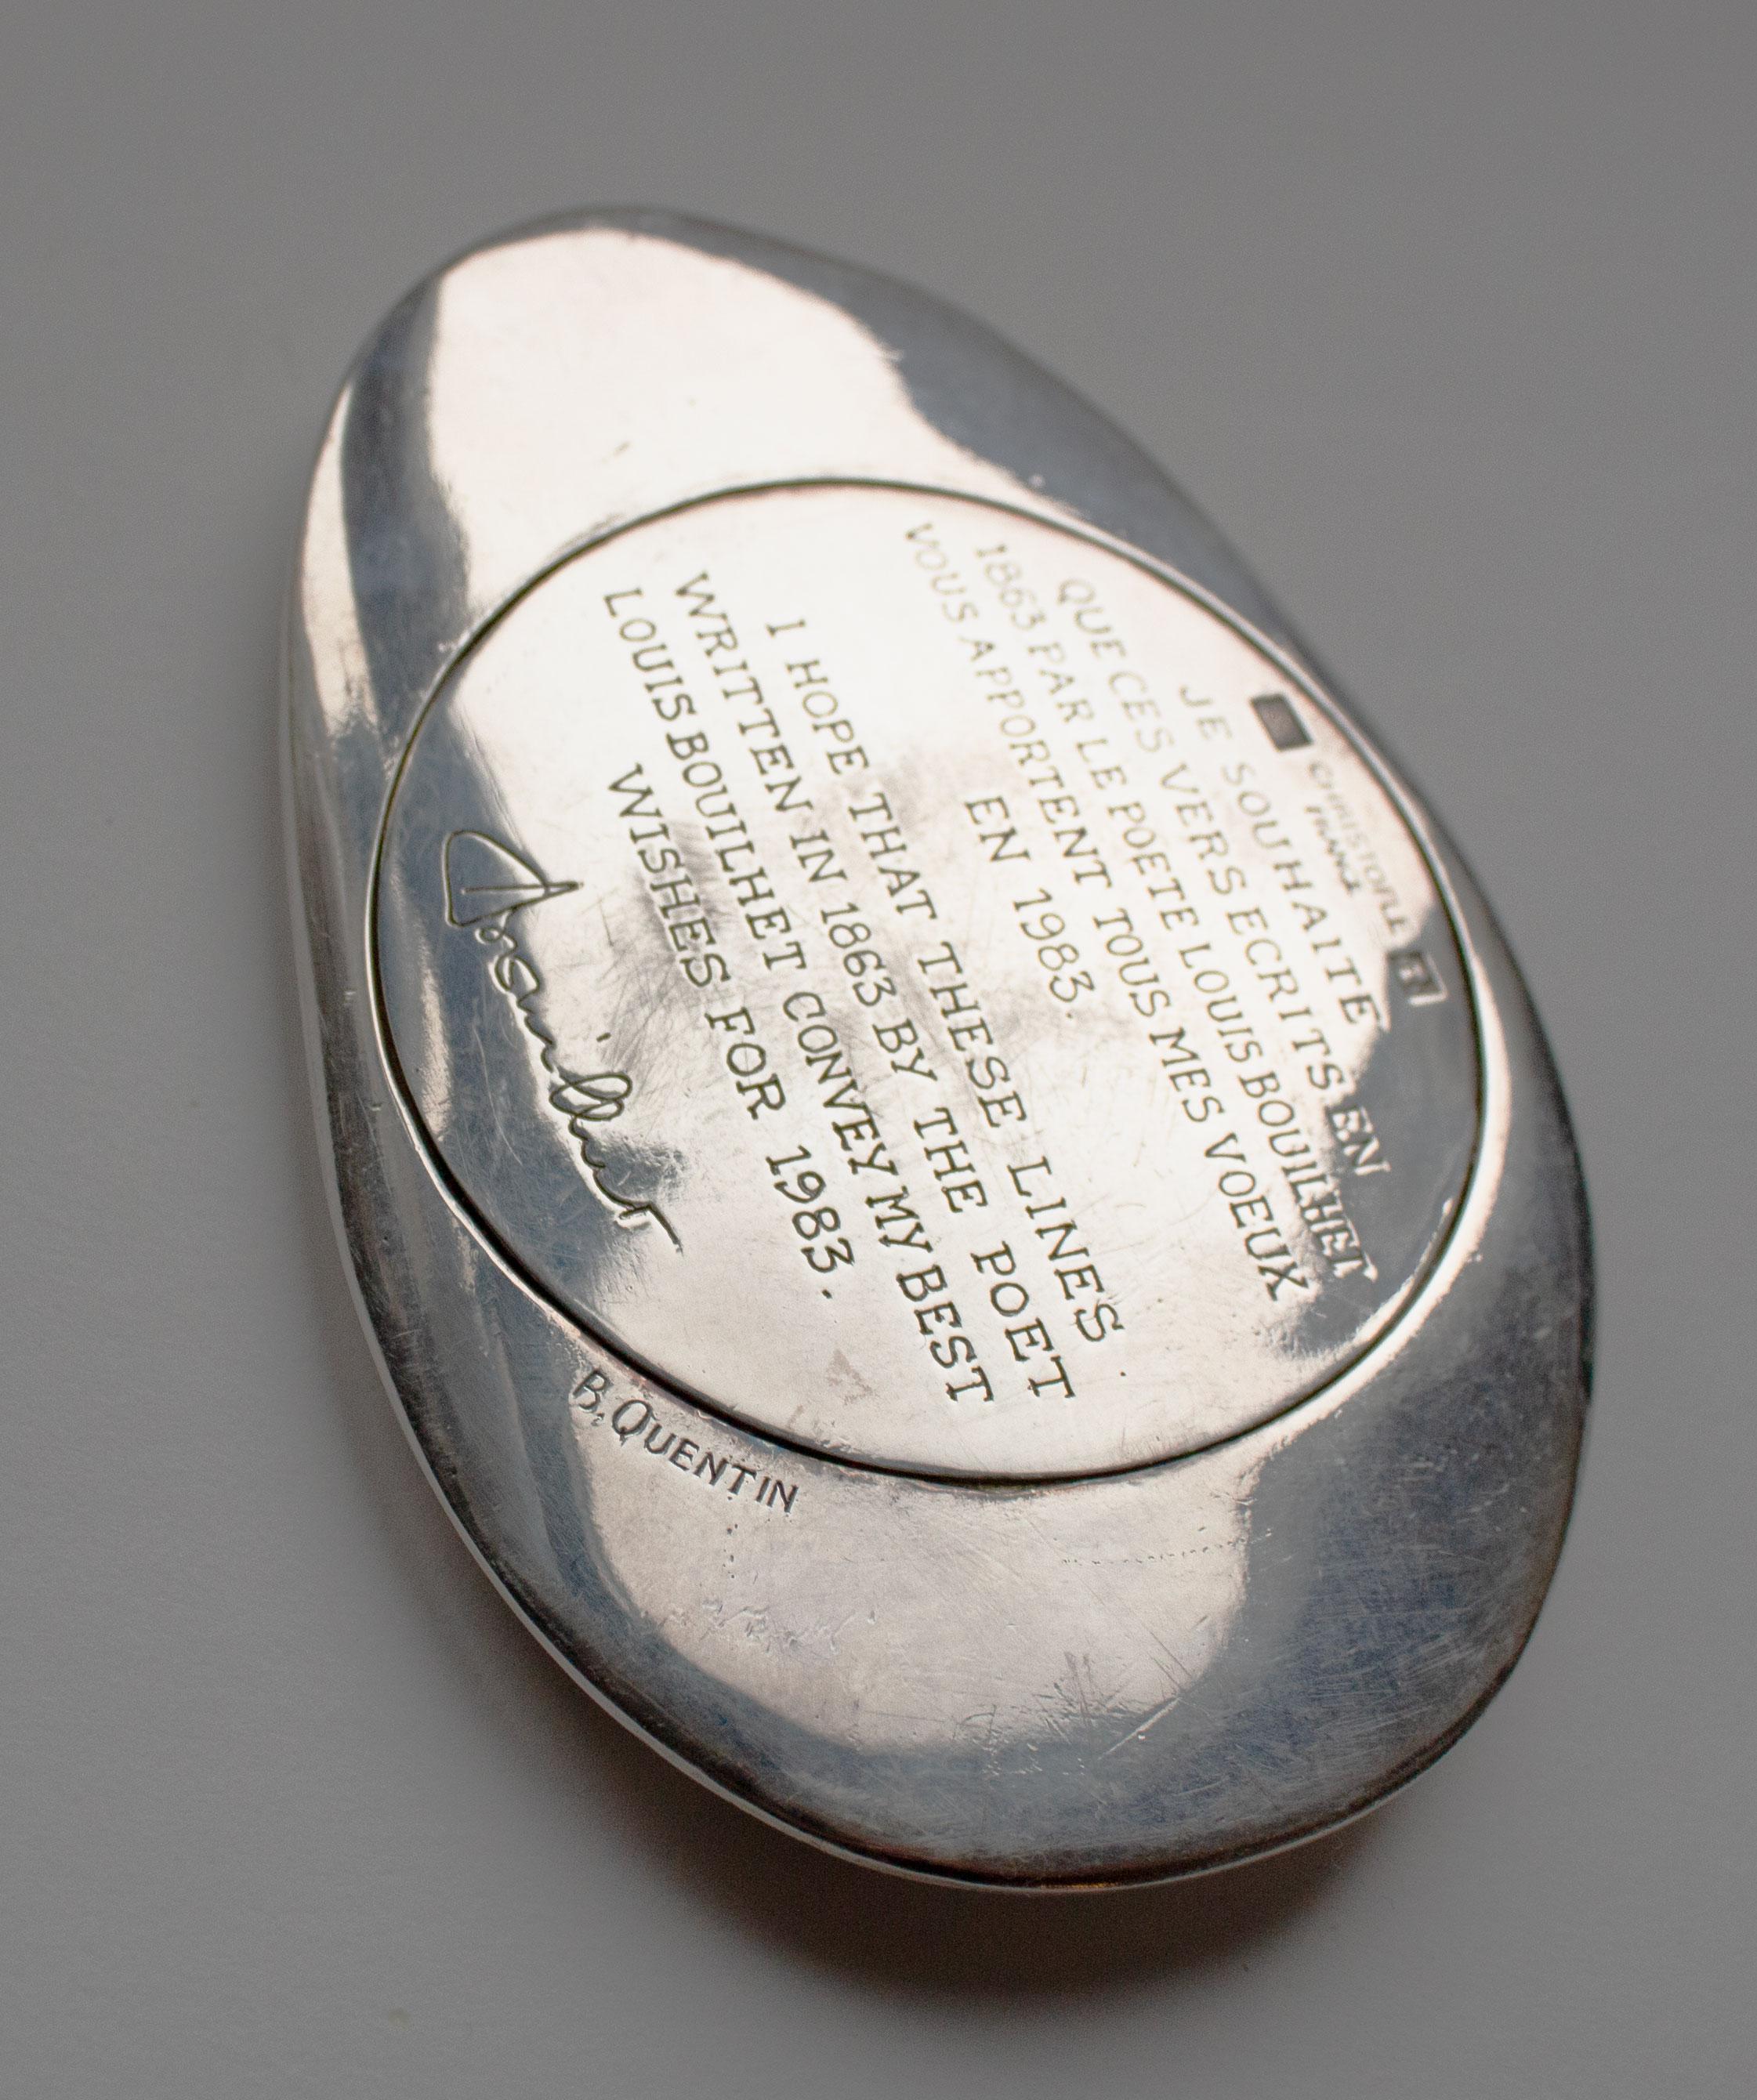 CHRISTOFLE
FRANCE
JE SOUHAITE
QUE CES VERS ECRITS EN
1863 PAR LE POETE LOUIS BOUILHET
VOUS APPORTENT TOUS MES VOEUX
EN 1983.
I HOPE THAT THESE LINES
WRITTEN IN 1863 BY THE POET
LOUIS BOUILHET CONVEY MY BEST
WISHES FOR 1983.
B. QUENTIN